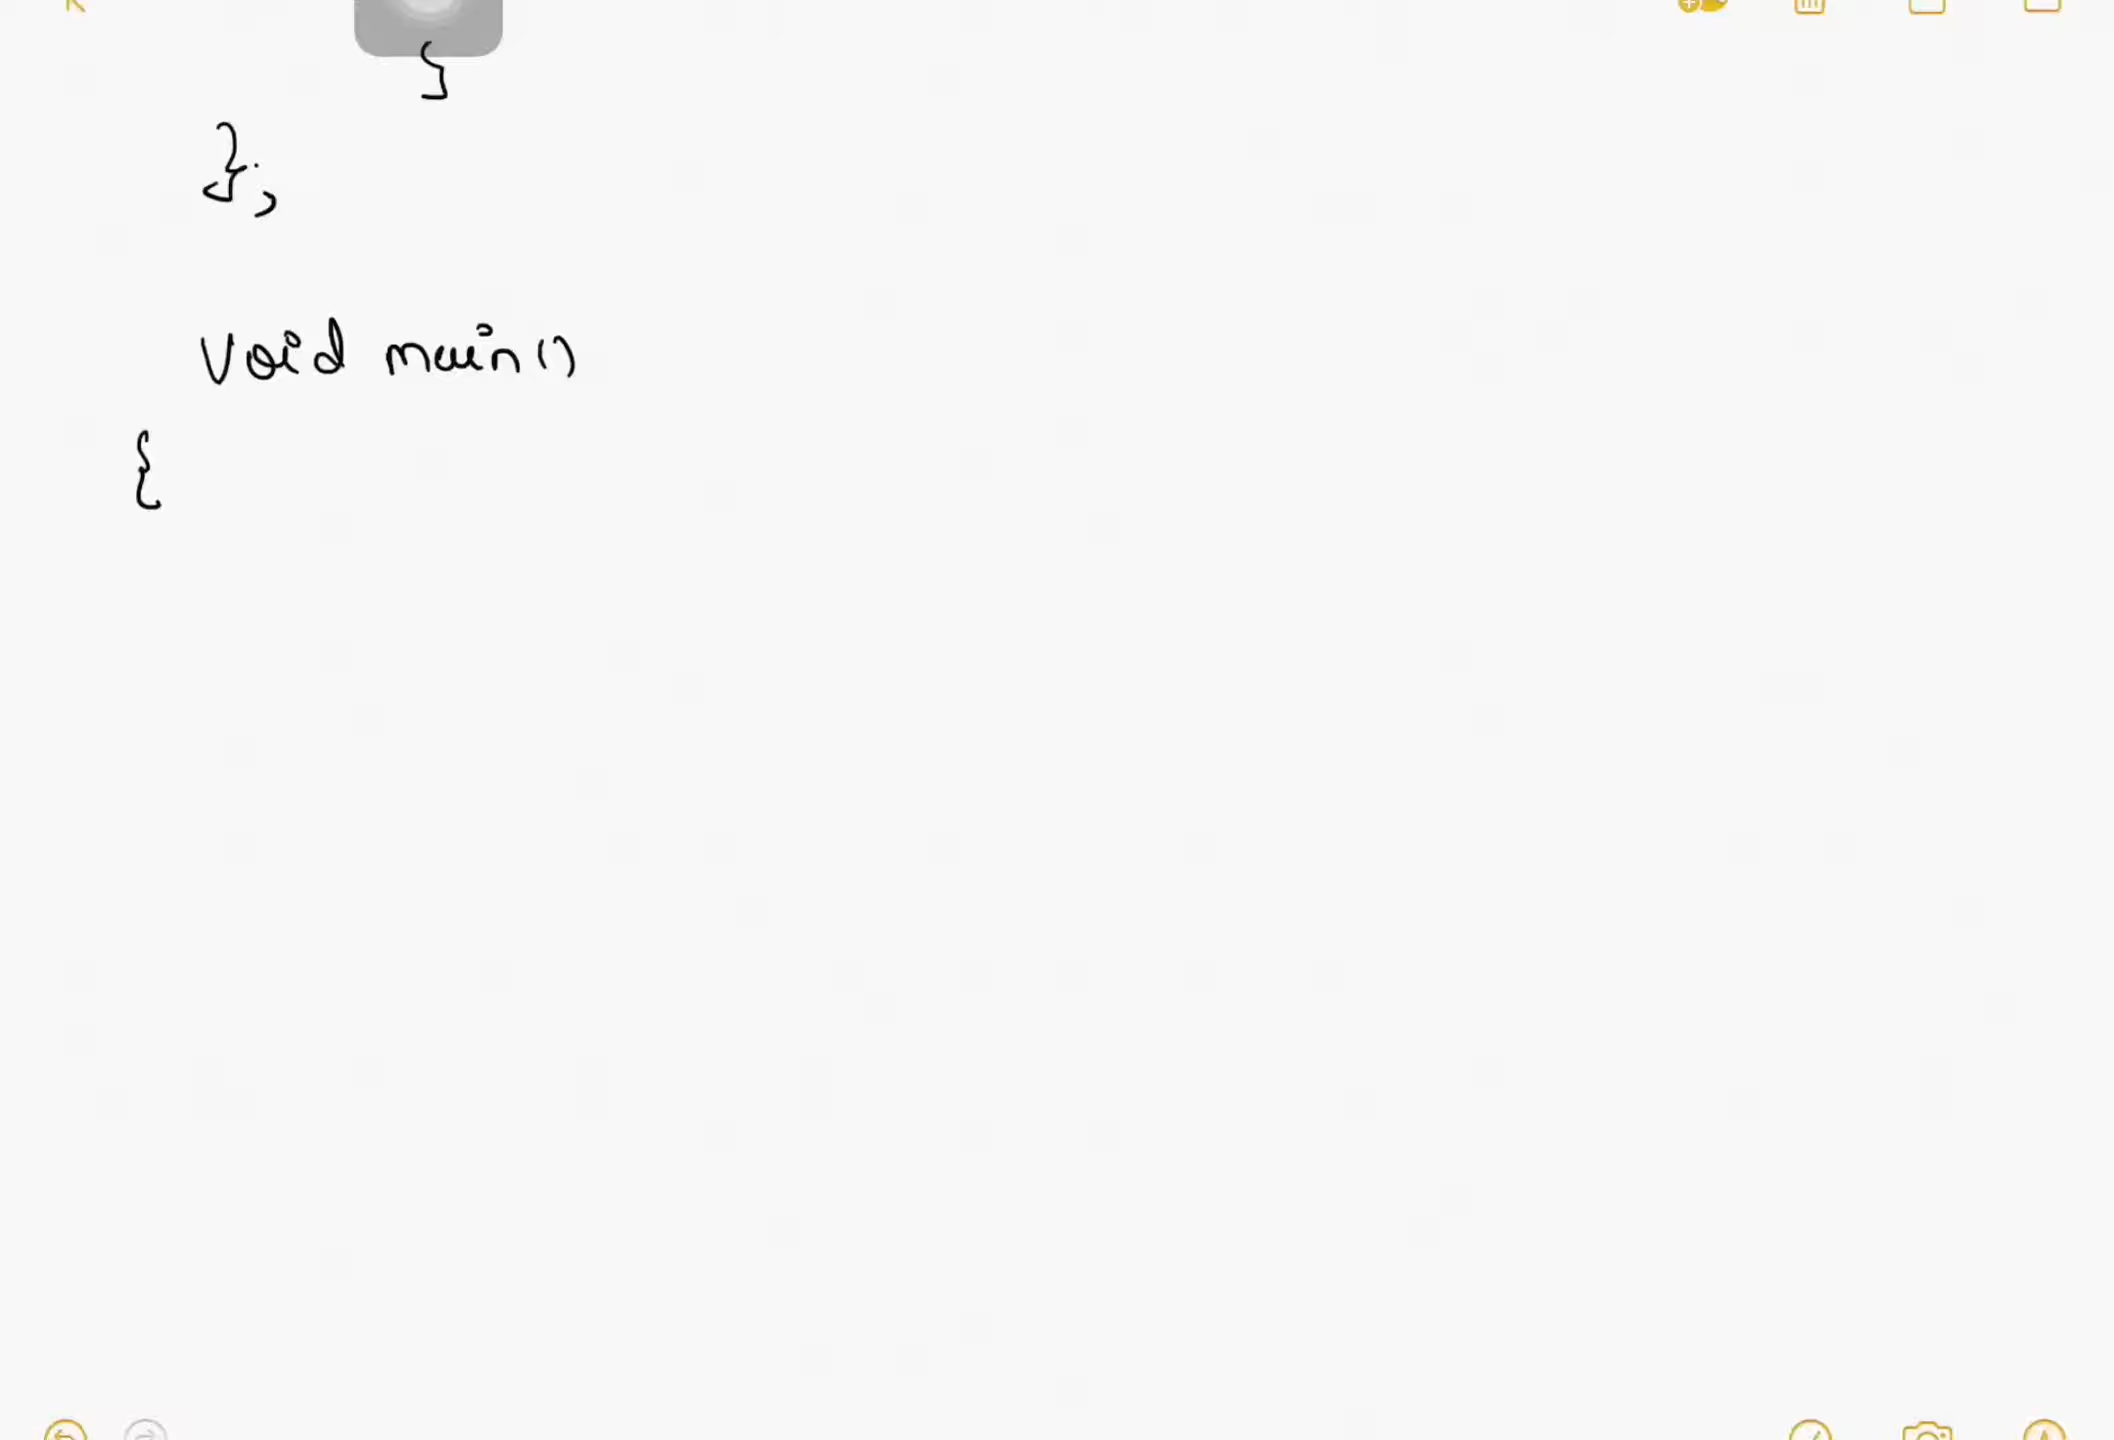 }
};
void main()
{